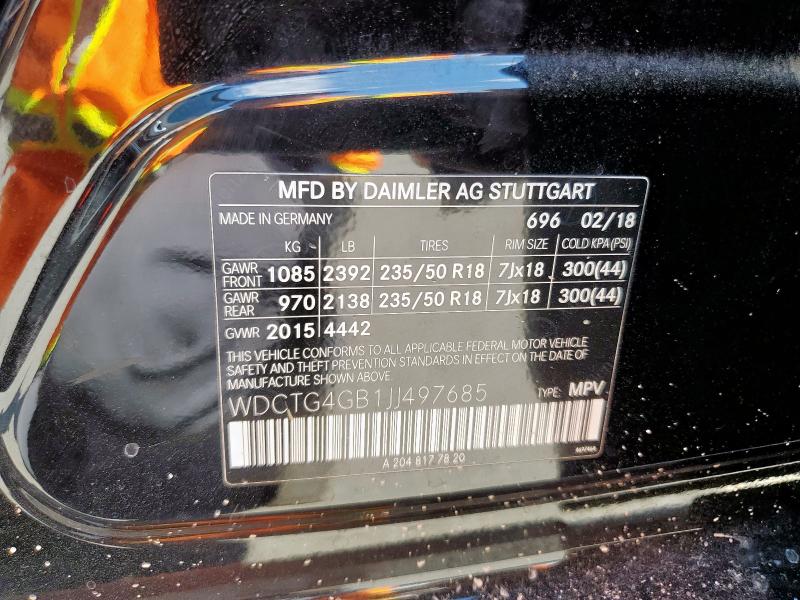 MFD BY DAIMLER AG STUTTGART
MADE IN GERMANY 696 02/18
KG LB TIRES RIM SIZE COLD KPA (PSI)
GAWR FRONT 1085 2392 235/50 R18 7Jx18 300(44)
GAWR REAR 970 2138 235/50 R18 7Jx18 300(44)
GVWR 2015 4442
THIS VEHICLE CONFORMS TO ALL APPLICABLE FEDERAL MOTOR VEHICLE
SAFETY AND THEFT PREVENTION STANDARDS IN EFFECT ON THE DATE OF
MANUFACTURE SHOWN ABOVE.
WDCTG4GB1JJ497685 TYPE: MPV
A 204 817 78 20